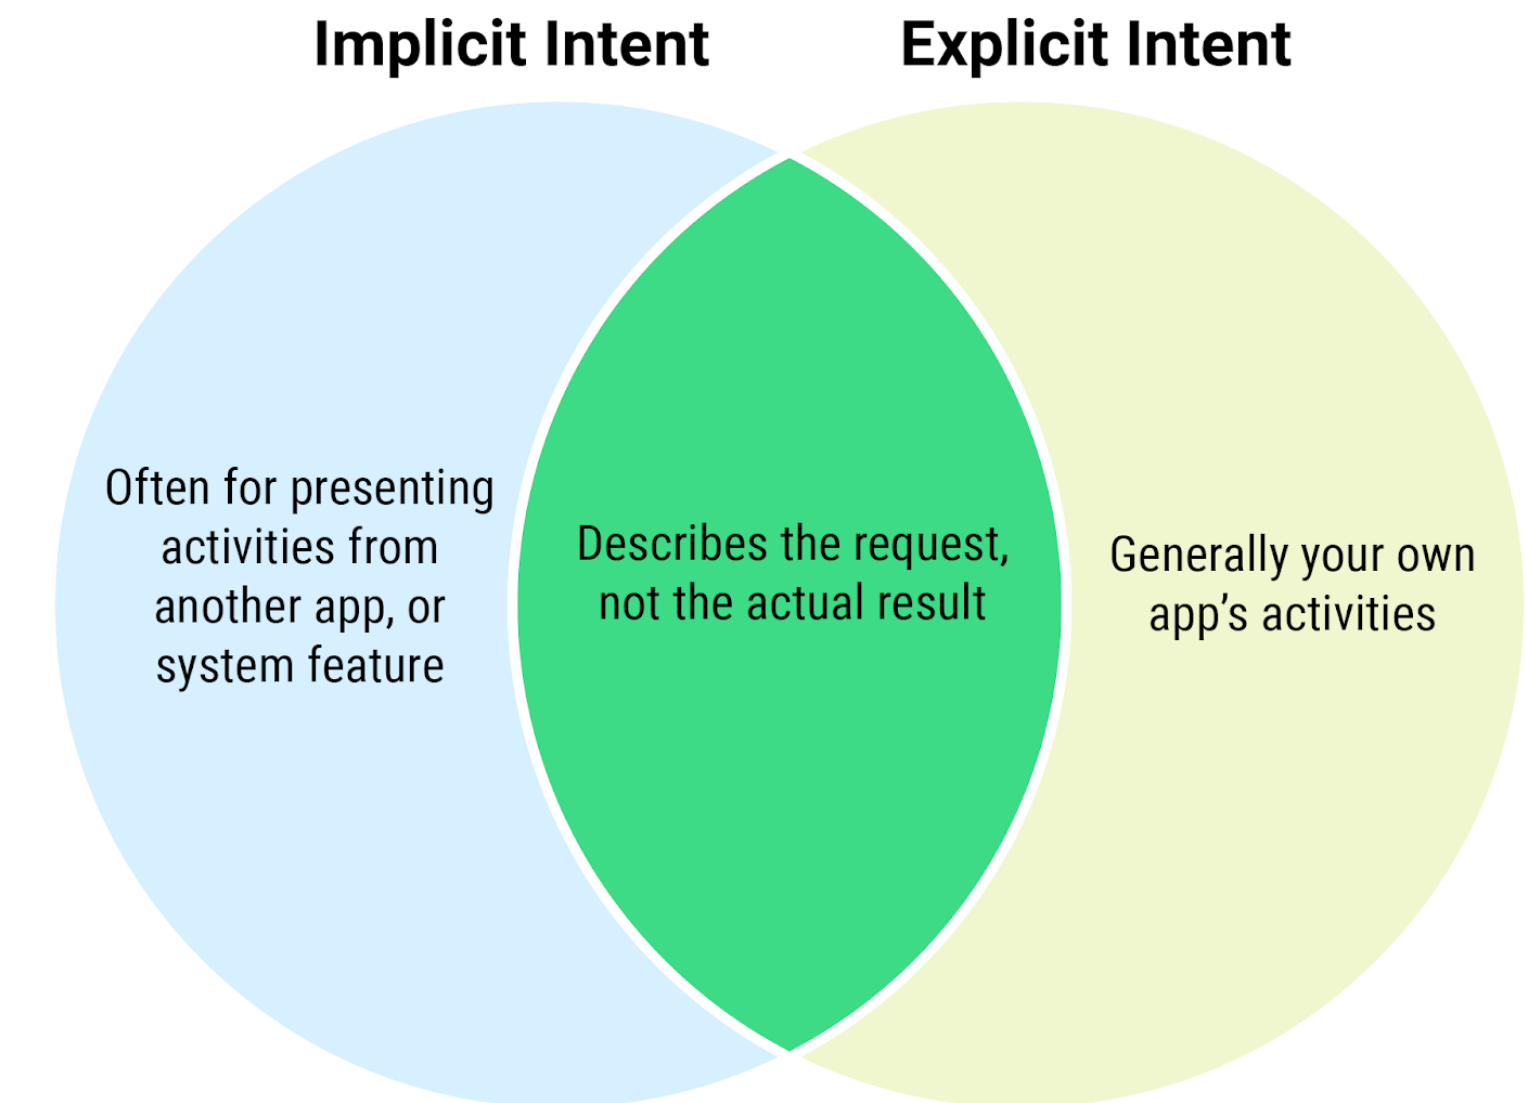 Implicit Intent
Explicit Intent
Often for presenting
activities from
another app, or
system feature
Describes the request,
not the actual result
Generally your own
app’s activities